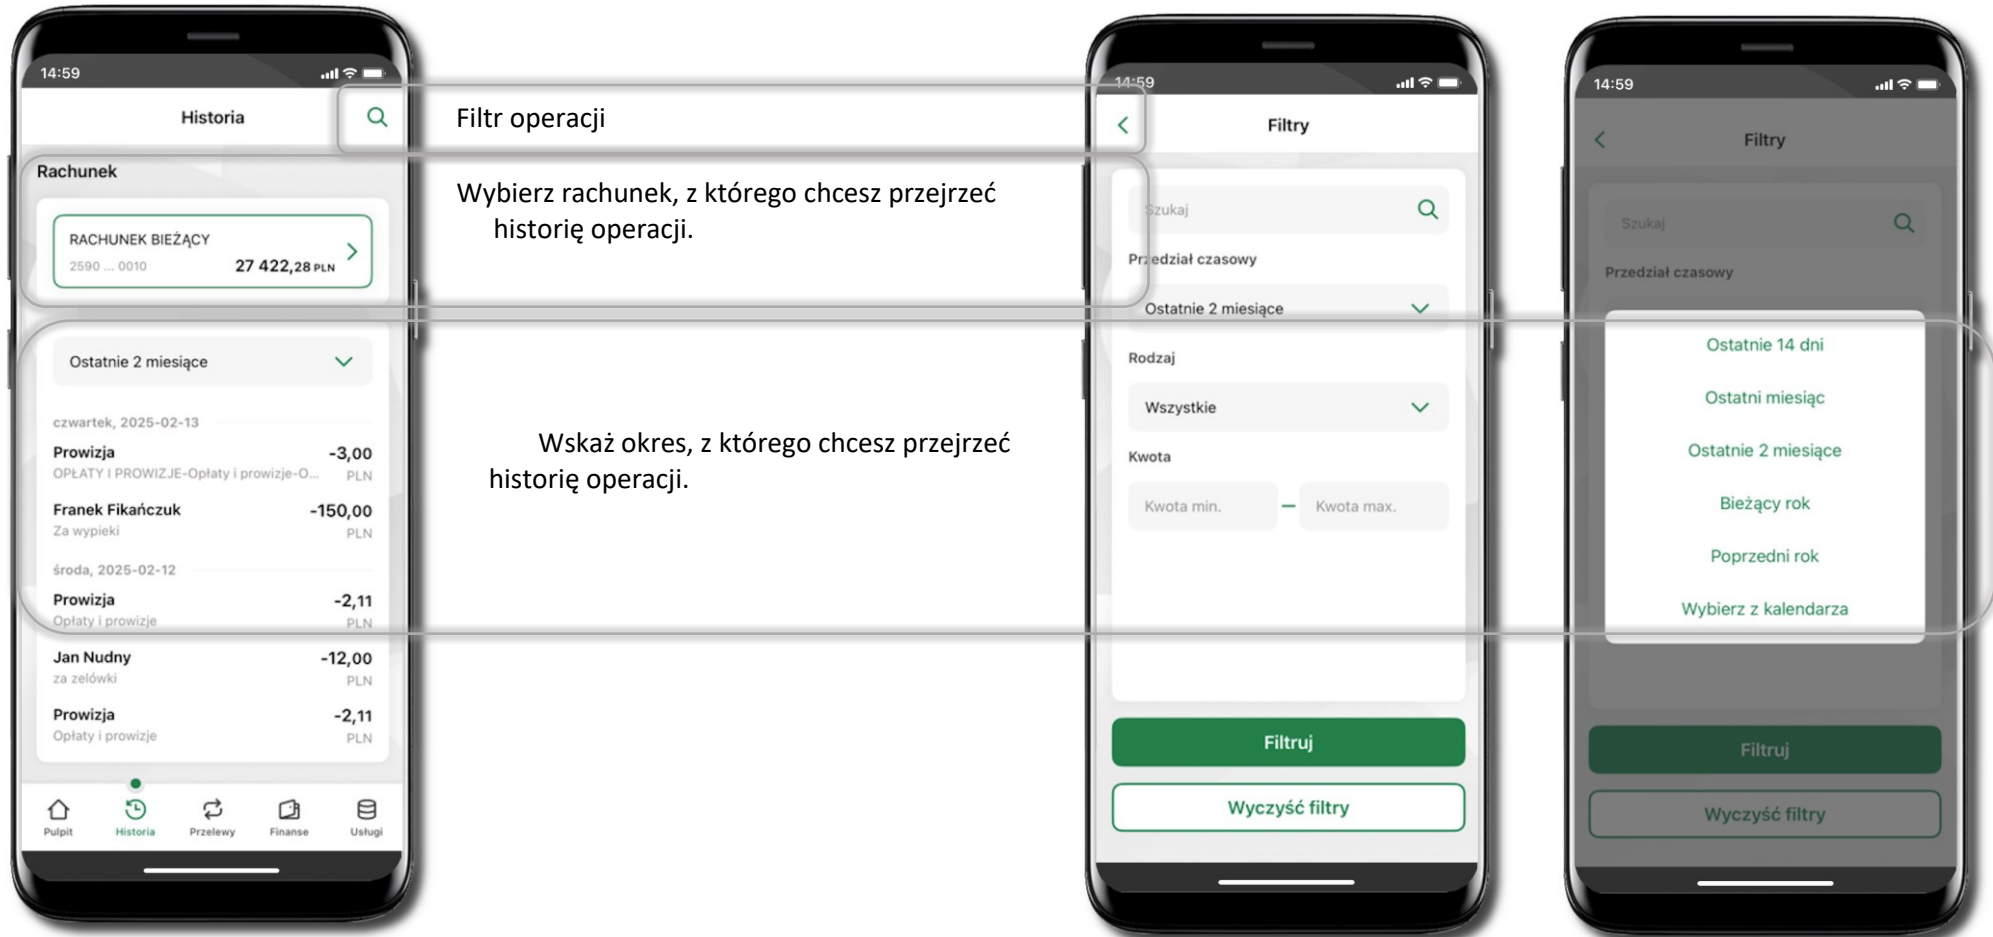 14:59
Historia
Rachunek
RACHUNEK BIEŻĄCY
2590 ... 0010 27 422,28 PLN
Ostatnie 2 miesiące
czwartek, 2025-02-13
Prowizja -3,00
OPŁATY I PROWIZJE-Opłaty i prowizje-O... PLN
Franek Fikańczuk -150,00
Za wypieki PLN
środa, 2025-02-12
Prowizja -2,11
Opłaty i prowizje PLN
Jan Nudny -12,00
za zelówki PLN
Prowizja -2,11
Opłaty i prowizje PLN
Pulpit Historia Przelewy Finanse Usługi
Filtr operacji
Wybierz rachunek, z którego chcesz przejrzeć
historię operacji.
Wskaż okres, z którego chcesz przejrzeć
historię operacji.
14:59
Filtry
Szukaj
Przedział czasowy
Ostatnie 2 miesiące
Rodzaj
Wszystkie
Kwota
Kwota min. – Kwota max.
Filtruj
Wyczyść filtry
14:59
Filtry
Szukaj
Przedział czasowy
Ostatnie 14 dni
Ostatni miesiąc
Ostatnie 2 miesiące
Bieżący rok
Poprzedni rok
Wybierz z kalendarza
Filtruj
Wyczyść filtry